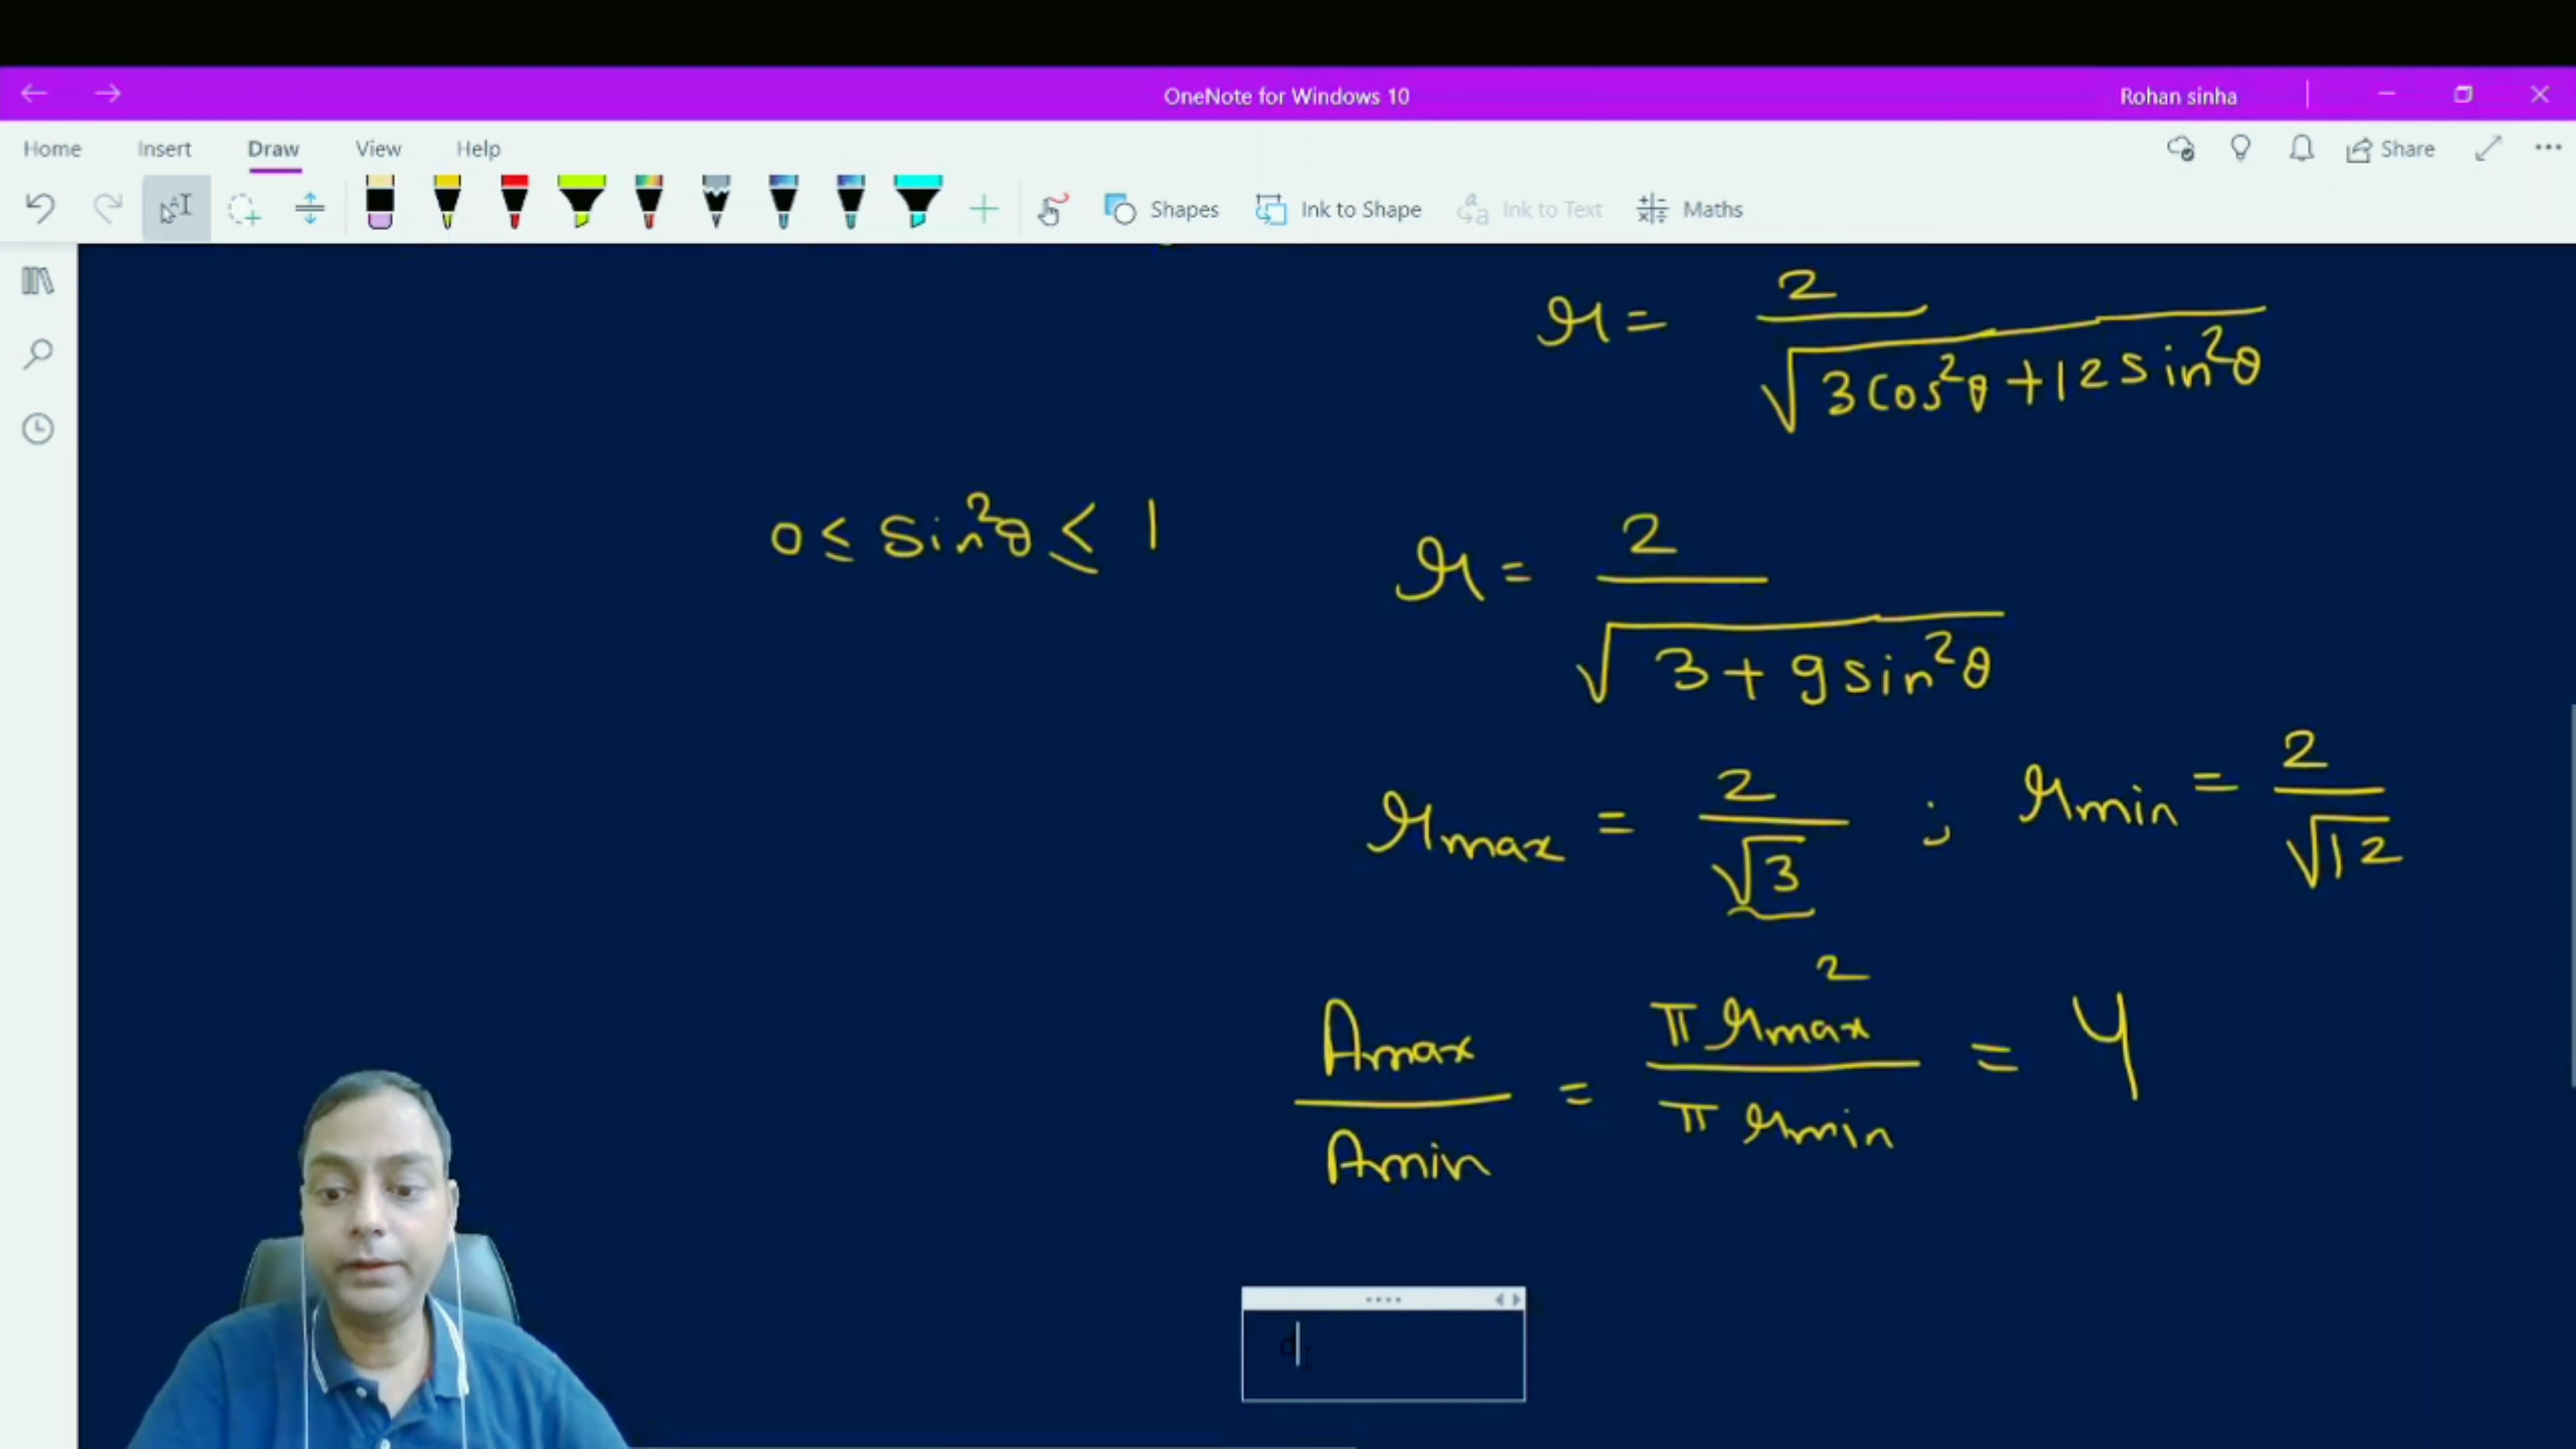 OneNote for Windows 10
Rohan sinha
Home Insert Draw View Help
Share
Shapes Ink to Shape Ink to Text Maths
r = 2 / √(3cos²θ + 12sin²θ)
0 ≤ sin²θ ≤ 1
r = 2 / √(3 + 9sin²θ)
rmax = 2/√3 ; rmin = 2/√12
Amax / Amin = π rmax² / π rmin = 4
d